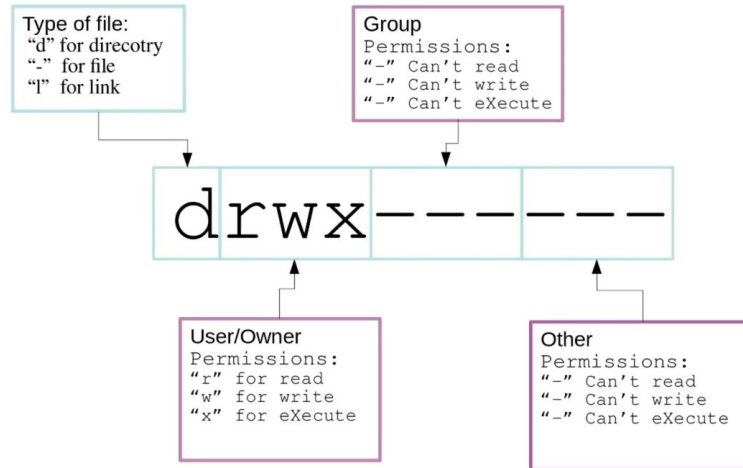 Type of file:
“d” for direcotry
“-” for file
“l” for link
Group
Permissions:
“–” Can't read
“–” Can't write
“–” Can't eXecute
drwx------
User/Owner
Permissions:
“r” for read
“w” for write
“x” for eXecute
Other
Permissions:
“–” Can't read
“–” Can't write
“–” Can't eXecute